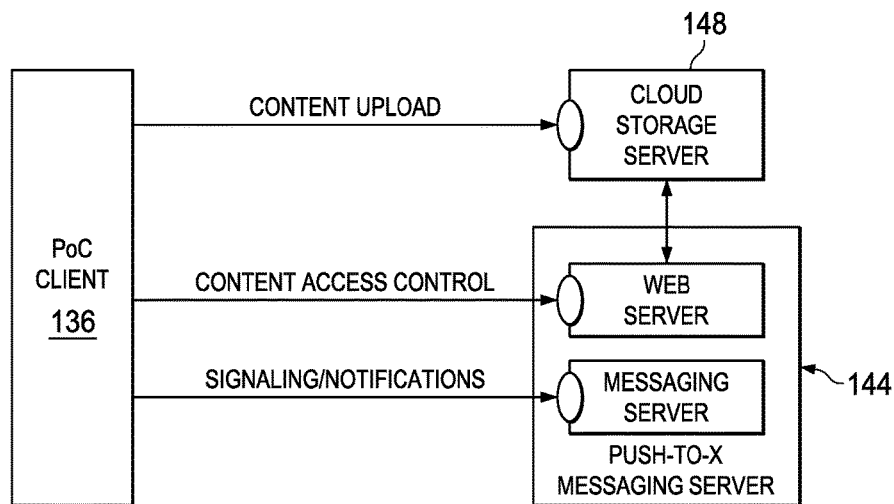 148
CONTENT UPLOAD
CLOUD
STORAGE
SERVER
PoC
CLIENT
136
CONTENT ACCESS CONTROL
WEB
SERVER
SIGNALING/NOTIFICATIONS
MESSAGING
SERVER
144
PUSH-TO-X
MESSAGING SERVER